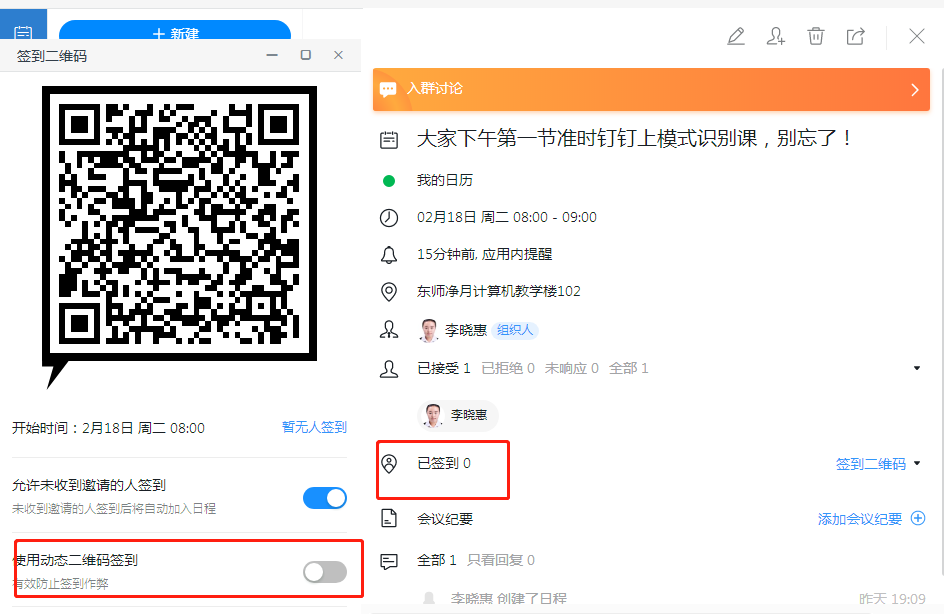 新建
签到二维码
开始时间：2月18日 周二 08:00
暂无人签到
允许未收到邀请的人签到
未收到邀请的人签到后将自动加入日程
使用动态二维码签到
有效防止签到作弊
入群讨论
大家下午第一节准时钉钉上模式识别课，别忘了！
我的日历
02月18日 周二 08:00 - 09:00
15分钟前, 应用内提醒
东师净月计算机教学楼102
李晓惠 组织人
已接受 1 已拒绝 0 未响应 0 全部 1
李晓惠
已签到 0
签到二维码
会议纪要
添加会议纪要
全部 1 只看回复 0
李晓惠 创建了日程
昨天 19:09